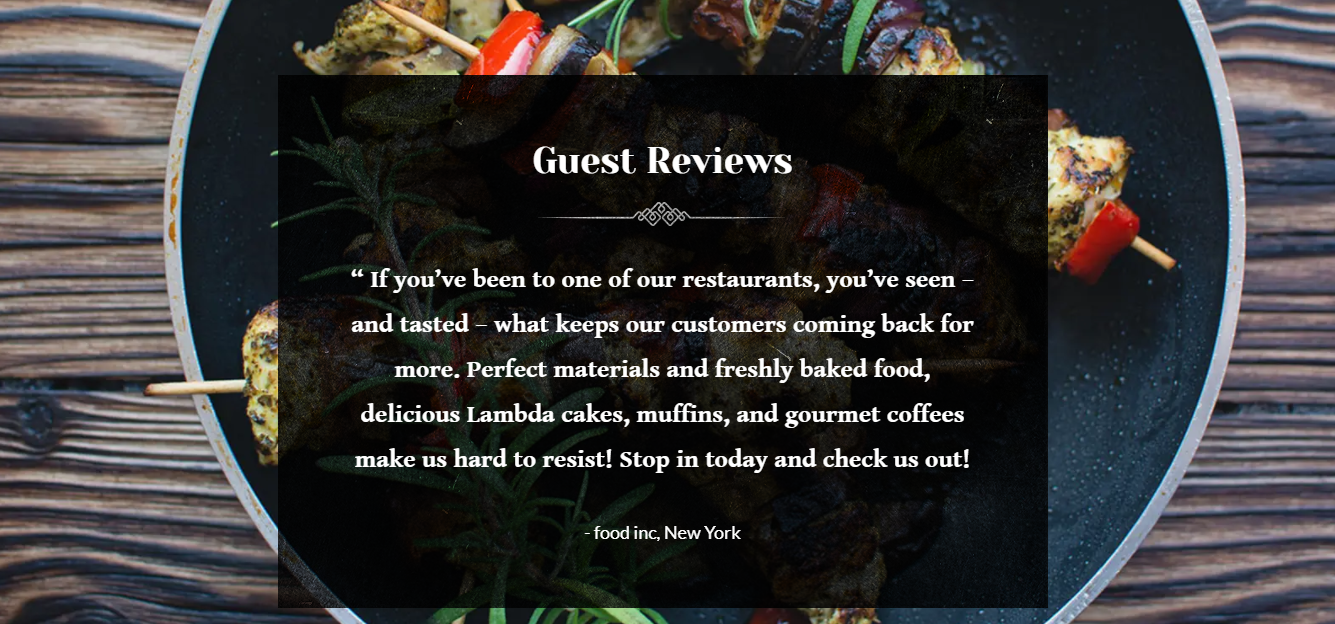 Guest Reviews
“ If you’ve been to one of our restaurants, you’ve seen –
and tasted – what keeps our customers coming back for
more. Perfect materials and freshly baked food,
delicious Lambda cakes, muffins, and gourmet coffees
make us hard to resist! Stop in today and check us out!
- food inc, New York